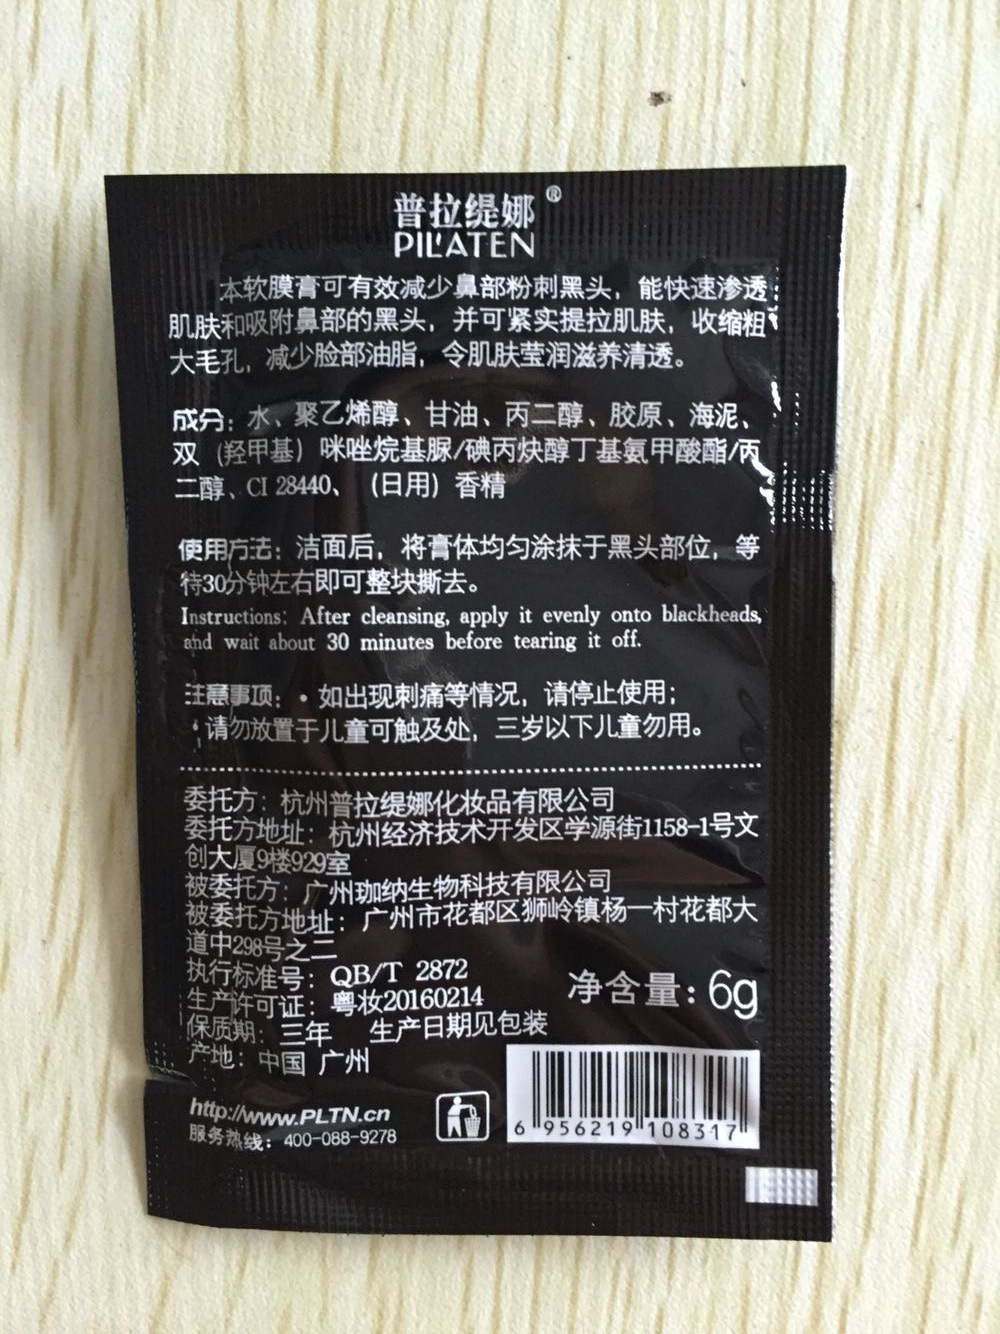 普拉缇娜®
PIL'ATEN
本软膜膏可有效减少鼻部粉刺黑头，能快速渗透
肌肤和吸附鼻部的黑头，并可紧实提拉肌肤，收缩粗
大毛孔，减少脸部油脂，令肌肤莹润滋养清透。
成分：水、聚乙烯醇、甘油、丙二醇、胶原、海泥、
双（羟甲基）咪唑烷基脲/碘丙炔醇丁基氨甲酸酯/丙
二醇、CI 28440、（日用）香精
使用方法：洁面后，将膏体均匀涂抹于黑头部位，等
待30分钟左右即可整块撕去。
Instructions: After cleansing, apply it evenly onto blackheads,
and wait about 30 minutes before tearing it off.
注意事项：• 如出现刺痛等情况，请停止使用；
• 请勿放置于儿童可触及处，三岁以下儿童勿用。
委托方：杭州普拉缇娜化妆品有限公司
委托方地址：杭州经济技术开发区学源街1158-1号文
创大厦9楼929室
被委托方：广州珈纳生物科技有限公司
被委托方地址：广州市花都区狮岭镇杨一村花都大
道中298号之二
执行标准号：QB/T 2872
生产许可证：粤妆20160214
净含量：6g
保质期：三年 生产日期见包装
产地：中国 广州
http://www.PLTN.cn
服务热线：400-088-9278
6 956219 108317